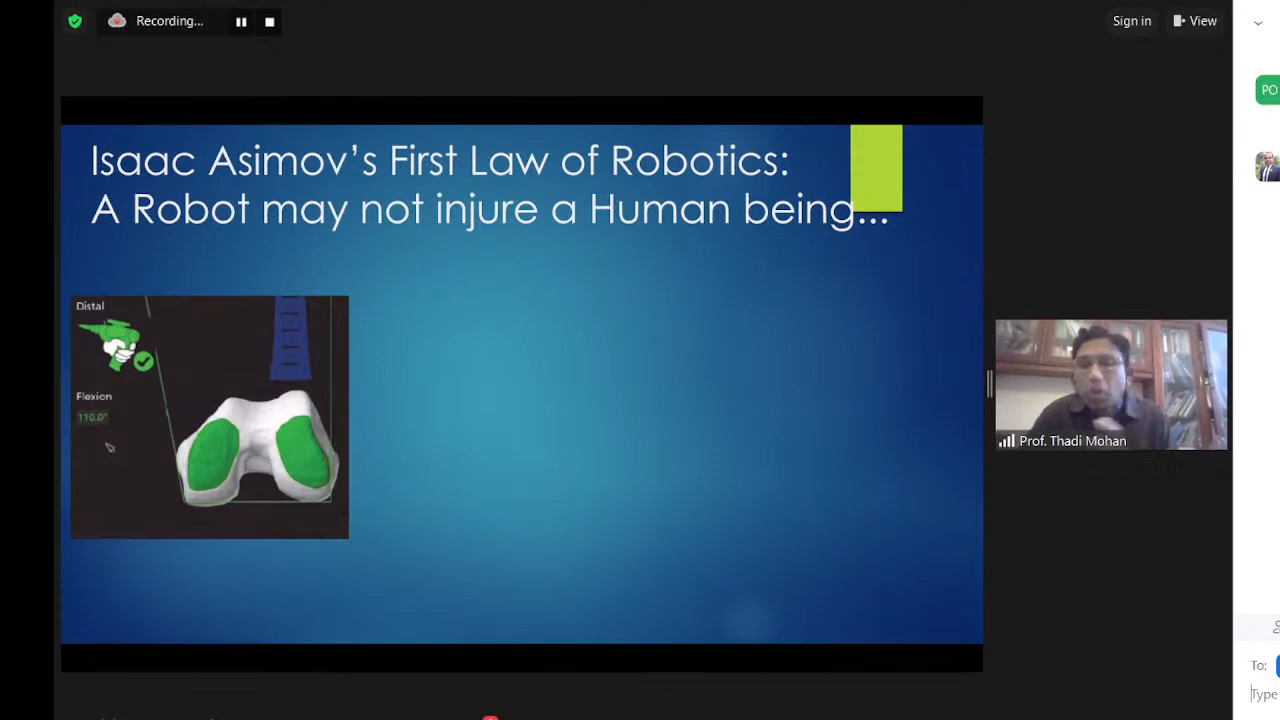 Recording...
Sign in
View
PO
Isaac Asimov’s First Law of Robotics:
A Robot may not injure a Human being...
Distal
Flexion
110.0°
Prof. Thadi Mohan
To:
Type